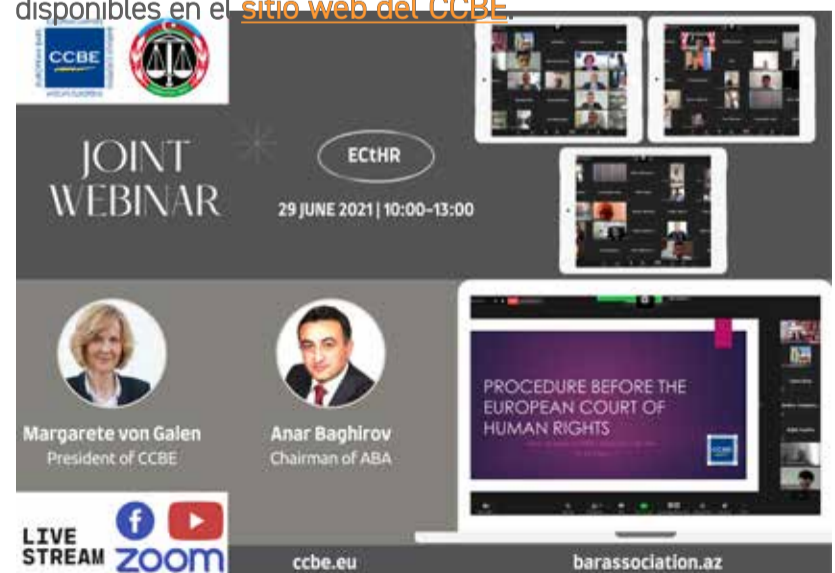 disponibles en el sitio web del CCBE.
CCBE
JOINT
WEBINAR
ECtHR
29 JUNE 2021 | 10:00–13:00
PROCEDURE BEFORE THE
EUROPEAN COURT OF
HUMAN RIGHTS
Margarete von Galen
President of CCBE
Anar Baghirov
Chairman of ABA
LIVE
STREAM
zoom
ccbe.eu
barassociation.az